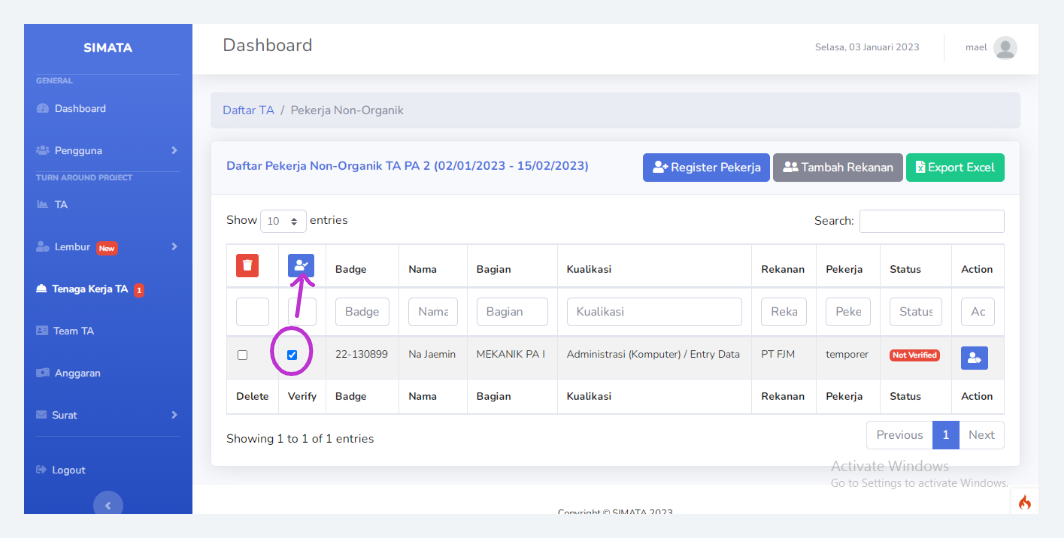 SIMATA
Dashboard
Selasa, 03 Januari 2023
mael
GENERAL
Dashboard
Pengguna
TURN AROUND PROJECT
TA
Lembur New
Tenaga Kerja TA 1
Team TA
Anggaran
Surat
Logout
Daftar TA / Pekerja Non-Organik
Daftar Pekerja Non-Organik TA PA 2 (02/01/2023 - 15/02/2023)
Register Pekerja
Tambah Rekanan
Export Excel
Show 10 entries
Search:
Badge Nama Bagian Kualikasi Rekanan Pekerja Status Action
Badge Nama Bagian Kualikasi Reka Peke Status Ac
22-130899 Na Jaemin MEKANIK PA I Administrasi (Komputer) / Entry Data PT FJM temporer Not Verified
Delete Verify Badge Nama Bagian Kualikasi Rekanan Pekerja Status Action
Showing 1 to 1 of 1 entries
Previous 1 Next
Activate Windows
Go to Settings to activate Windows.
Copyright © SIMATA 2023